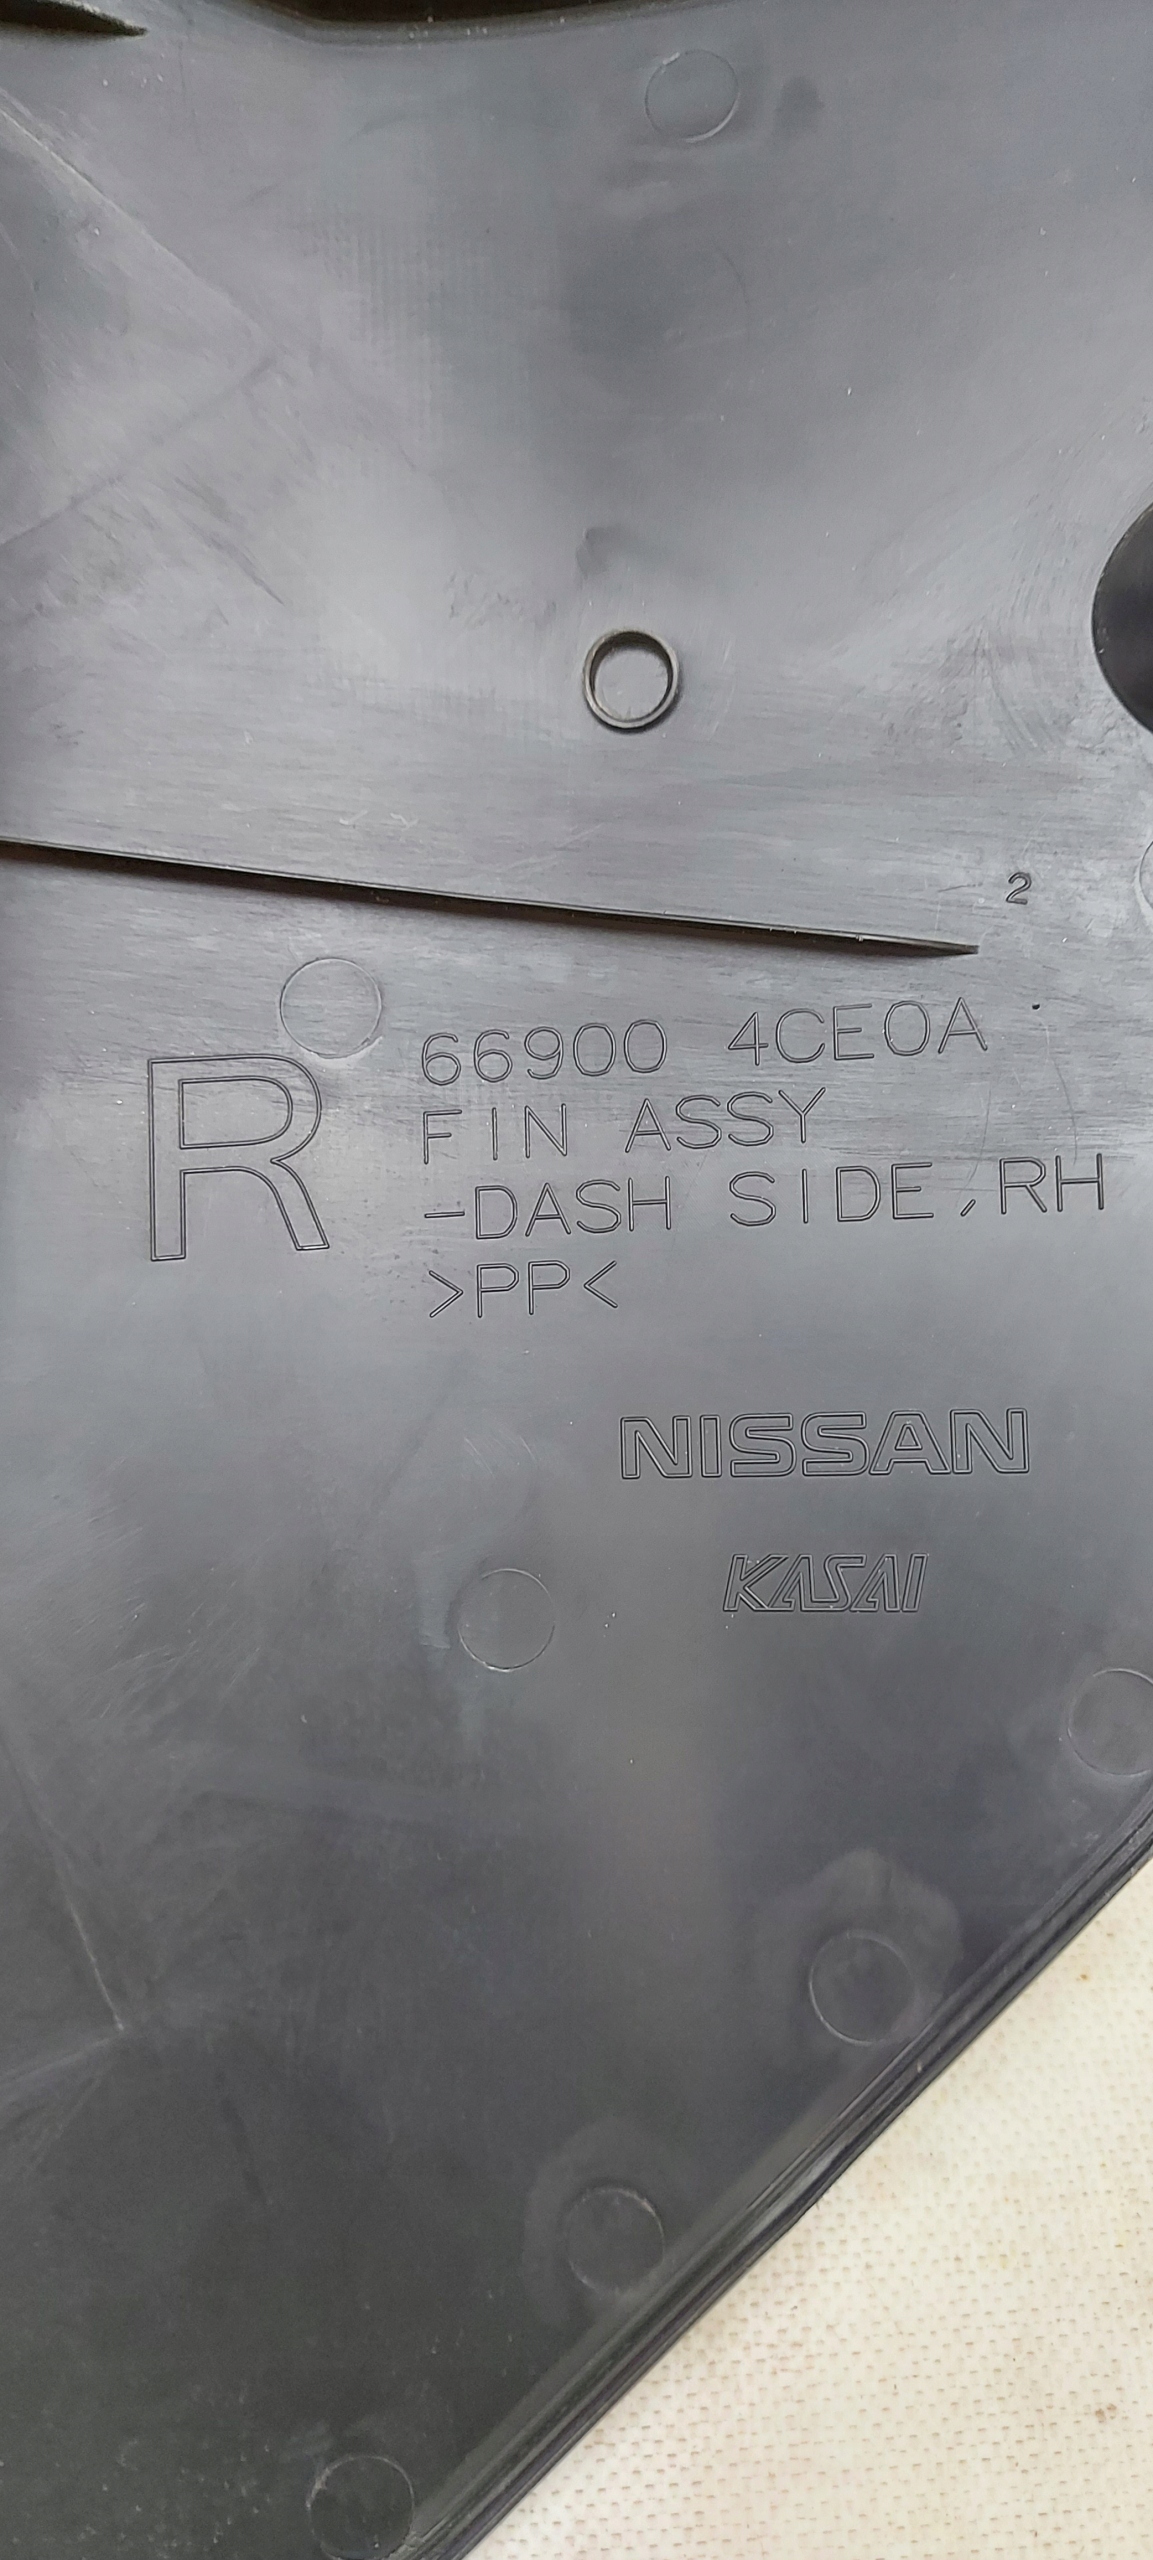 2
R
66900 4CE0A
FIN ASSY
-DASH SIDE,RH
>PP<
NISSAN
KASAI